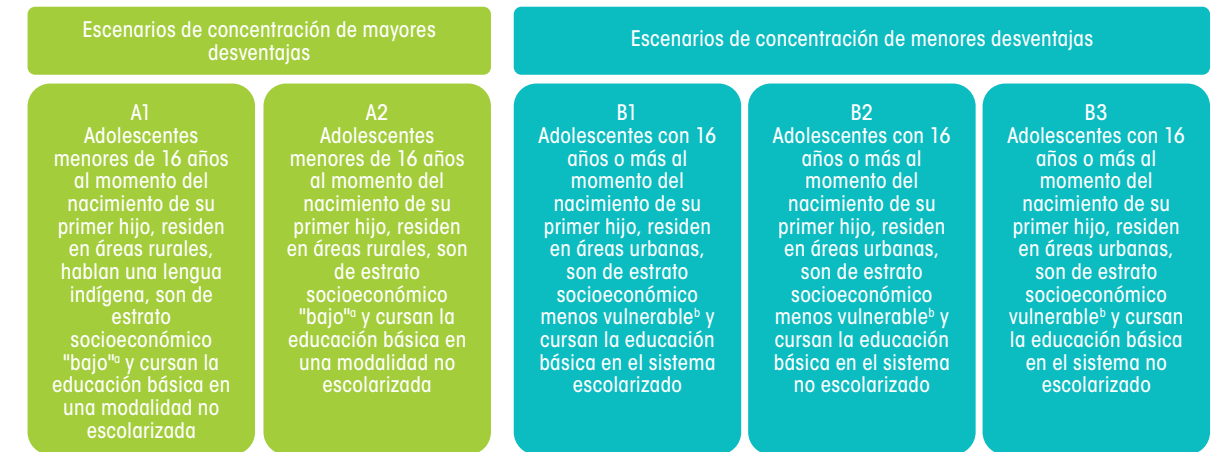 Escenarios de concentración de mayores
desventajas
Escenarios de concentración de menores desventajas
A1
Adolescentes
menores de 16 años
al momento del
nacimiento de su
primer hijo, residen
en áreas rurales,
hablan una lengua
indígena, son de
estrato
socioeconómico
"bajo"ᵃ y cursan la
educación básica en
una modalidad no
escolarizada
A2
Adolescentes
menores de 16 años
al momento del
nacimiento de su
primer hijo, residen
en áreas rurales, son
de estrato
socioeconómico
"bajo"ᵃ y cursan la
educación básica en
una modalidad no
escolarizada
B1
Adolescentes con 16
años o más al
momento del
nacimiento de su
primer hijo, residen
en áreas urbanas,
son de estrato
socioeconómico
menos vulnerableᵇ y
cursan la educación
básica en el sistema
escolarizado
B2
Adolescentes con 16
años o más al
momento del
nacimiento de su
primer hijo, residen
en áreas urbanas,
son de estrato
socioeconómico
menos vulnerableᵇ y
cursan la educación
básica en el sistema
no escolarizado
B3
Adolescentes con 16
años o más al
momento del
nacimiento de su
primer hijo, residen
en áreas urbanas,
son de estrato
socioeconómico
vulnerableᵇ y cursan
la educación básica
en el sistema no
escolarizado